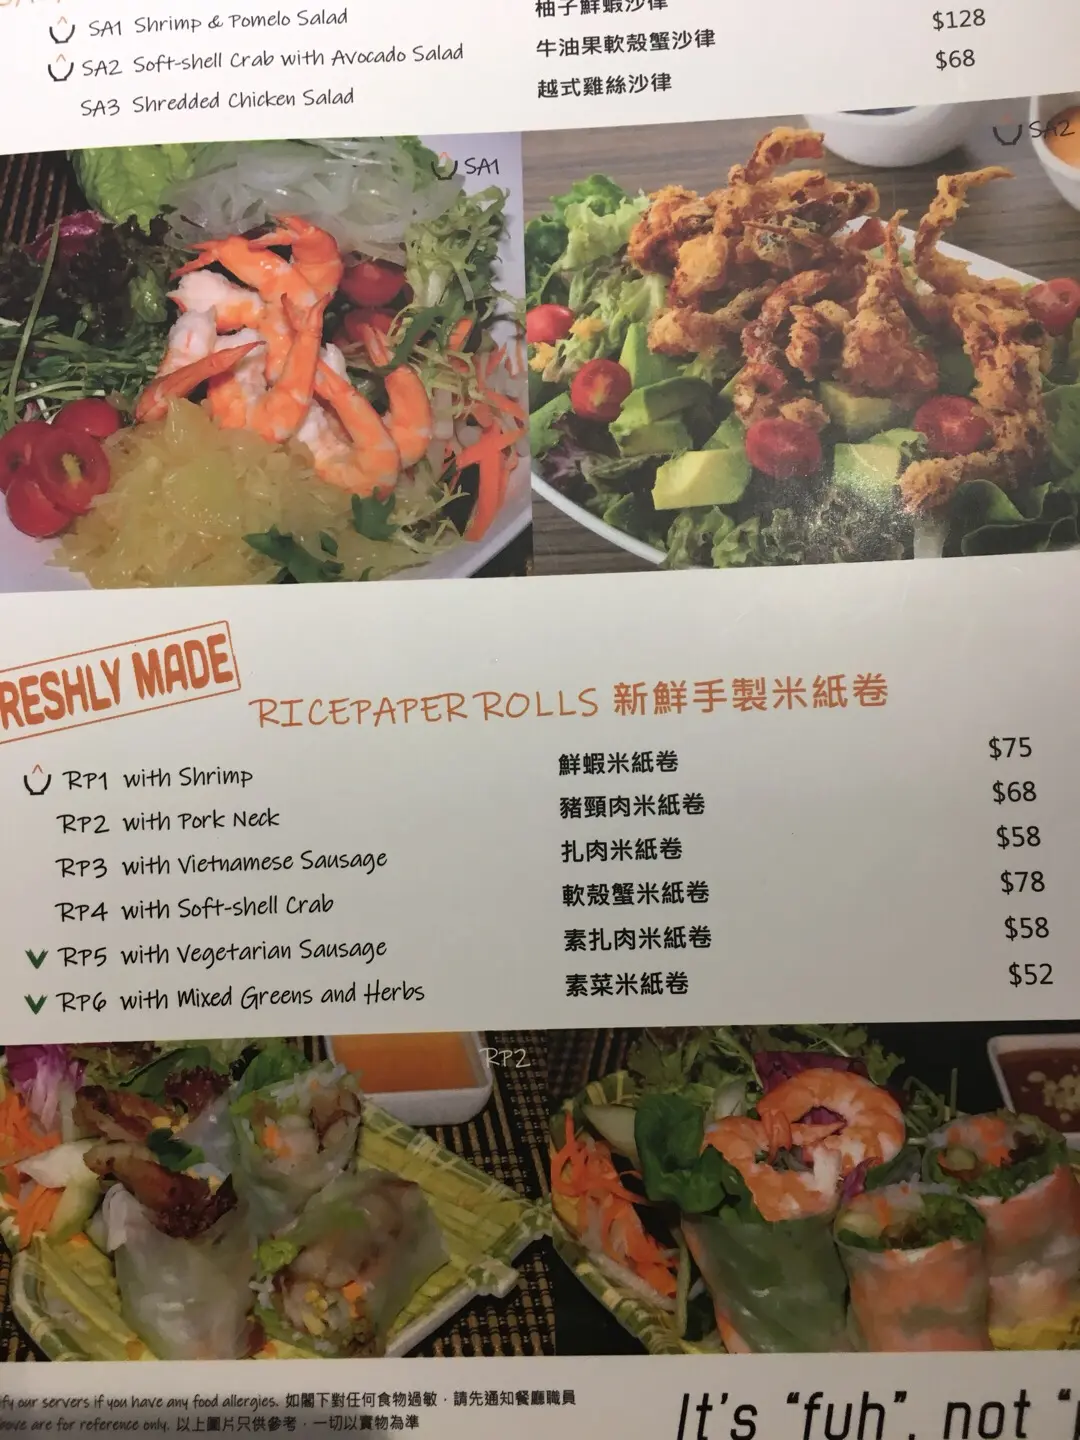 SA1 Shrimp & Pomelo Salad 柚子鮮蝦沙律
SA2 Soft-shell Crab with Avocado Salad 牛油果軟殼蟹沙律 $128
SA3 Shredded Chicken Salad 越式雞絲沙律 $68
SA1
SA2
RESHLY MADE
RICEPAPER ROLLS 新鮮手製米紙卷
RP1 with Shrimp 鮮蝦米紙卷 $75
RP2 with Pork Neck 豬頸肉米紙卷 $68
RP3 with Vietnamese Sausage 扎肉米紙卷 $58
RP4 with Soft-shell Crab 軟殼蟹米紙卷 $78
RP5 with Vegetarian Sausage 素扎肉米紙卷 $58
RP6 with Mixed Greens and Herbs 素菜米紙卷 $52
RP2
fy our servers if you have any food allergies. 如閣下對任何食物過敏，請先通知餐廳職員
ove are for reference only. 以上圖片只供參考，一切以實物為準
It's "fuh", not "